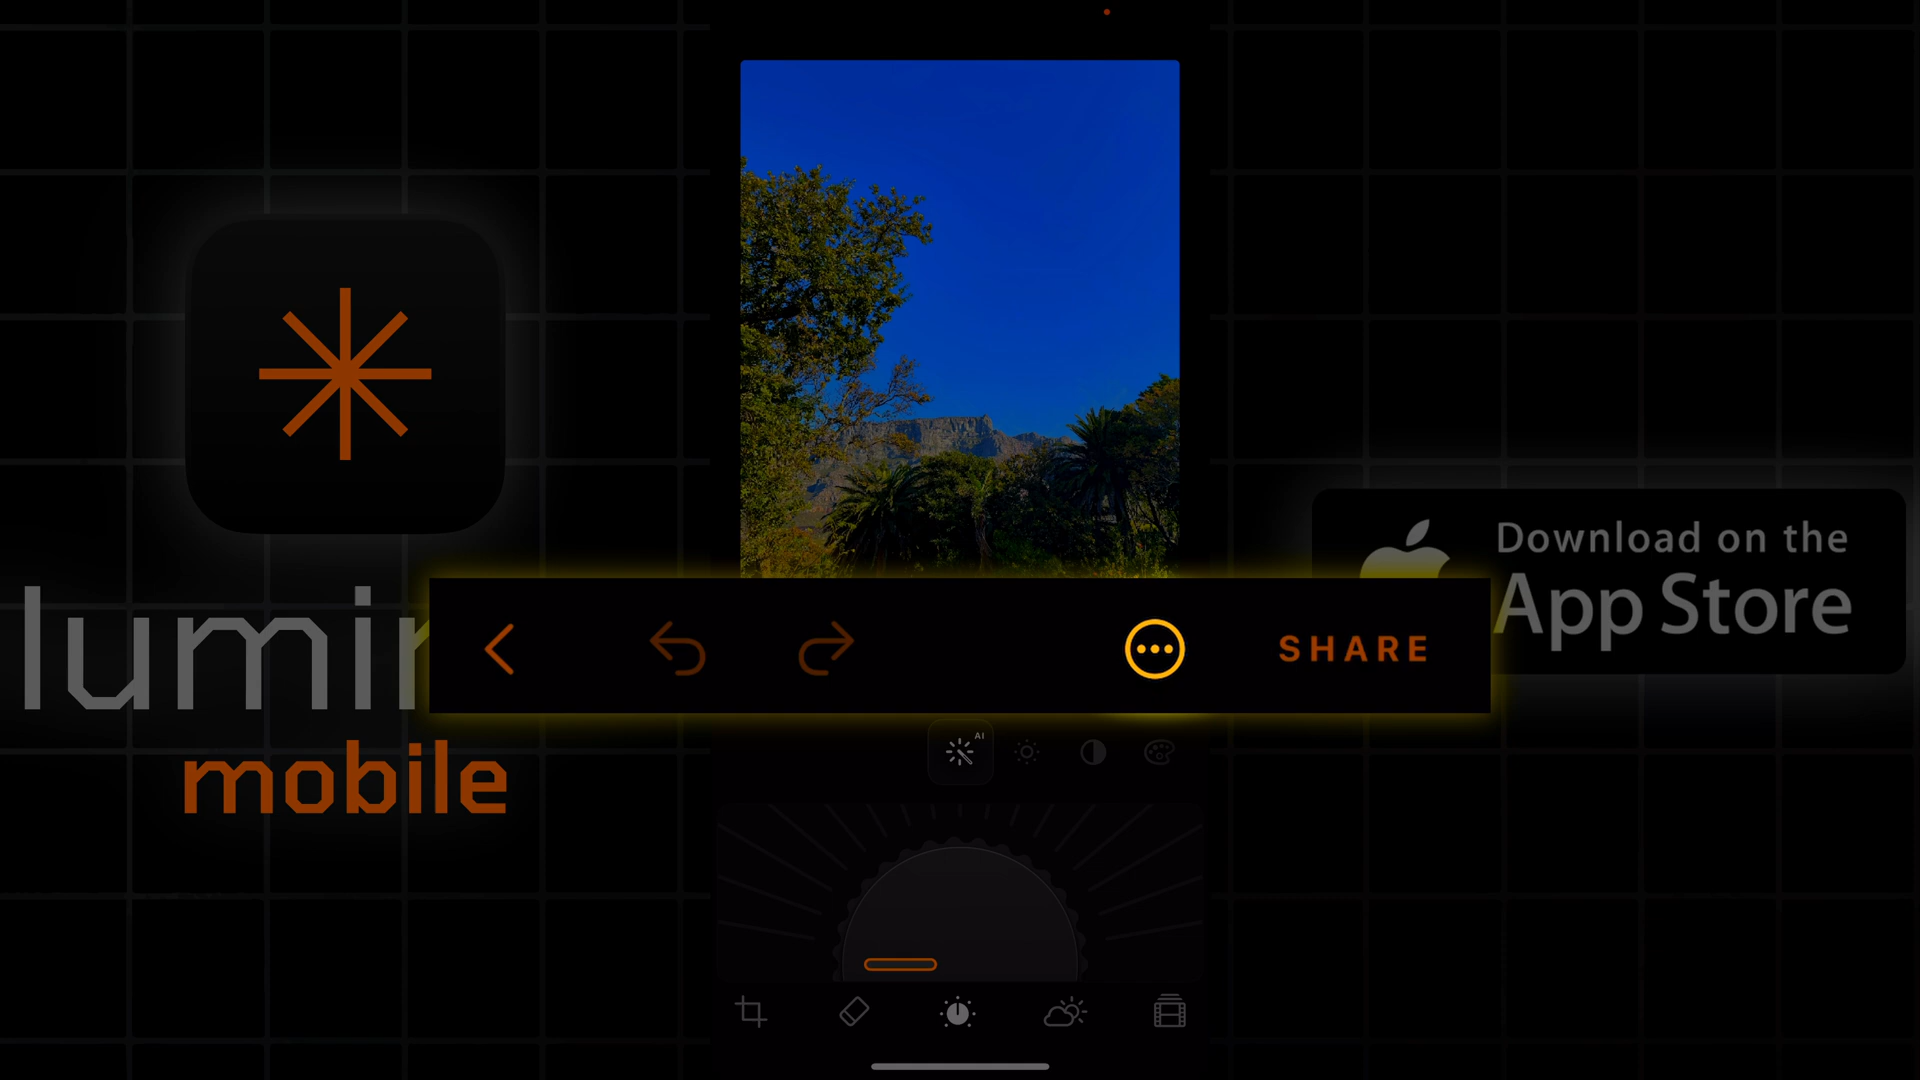 lumin
mobile
SHARE
AI
Download on the
App Store